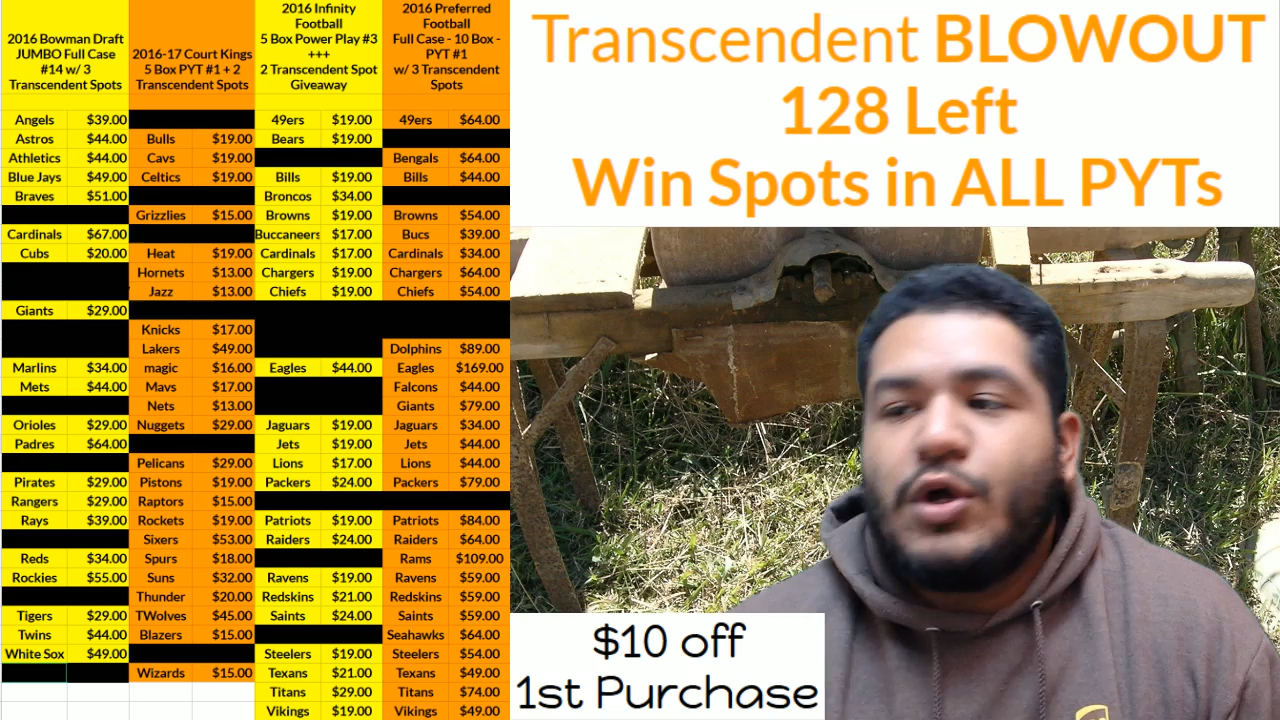 2016 Bowman Draft
JUMBO Full Case
#14 w/ 3
Transcendent Spots
Angels $39.00
Astros $44.00
Athletics $44.00
Blue Jays $49.00
Braves $51.00
Cardinals $67.00
Cubs $20.00
Giants $29.00
Marlins $34.00
Mets $44.00
Orioles $29.00
Padres $64.00
Pirates $29.00
Rangers $29.00
Rays $39.00
Reds $34.00
Rockies $55.00
Tigers $29.00
Twins $44.00
White Sox $49.00
2016-17 Court Kings
5 Box PYT #1 + 2
Transcendent Spots
Bulls $19.00
Cavs $19.00
Celtics $19.00
Grizzlies $15.00
Heat $19.00
Hornets $13.00
Jazz $13.00
Knicks $17.00
Lakers $49.00
magic $16.00
Mavs $17.00
Nets $13.00
Nuggets $29.00
Pelicans $29.00
Pistons $19.00
Raptors $15.00
Rockets $19.00
Sixers $53.00
Spurs $18.00
Suns $32.00
Thunder $20.00
TWolves $45.00
Blazers $15.00
Wizards $15.00
2016 Infinity
Football
5 Box Power Play #3
+++
2 Transcendent Spot
Giveaway
49ers $19.00
Bears $19.00
Bills $19.00
Broncos $34.00
Browns $19.00
Buccaneers $17.00
Cardinals $17.00
Chargers $19.00
Chiefs $19.00
Eagles $44.00
Jaguars $19.00
Jets $19.00
Lions $17.00
Packers $24.00
Patriots $19.00
Raiders $24.00
Ravens $19.00
Redskins $21.00
Saints $24.00
Steelers $19.00
Texans $21.00
Titans $29.00
Vikings $19.00
2016 Preferred
Football
Full Case - 10 Box -
PYT #1
w/ 3 Transcendent
Spots
49ers $64.00
Bengals $64.00
Bills $44.00
Browns $54.00
Bucs $39.00
Cardinals $34.00
Chargers $64.00
Chiefs $54.00
Dolphins $89.00
Eagles $169.00
Falcons $44.00
Giants $79.00
Jaguars $34.00
Jets $44.00
Lions $44.00
Packers $79.00
Patriots $84.00
Raiders $64.00
Rams $109.00
Ravens $59.00
Redskins $59.00
Saints $59.00
Seahawks $64.00
Steelers $54.00
Texans $49.00
Titans $74.00
Vikings $49.00
Transcendent BLOWOUT
128 Left
Win Spots in ALL PYTs
$10 off
1st Purchase